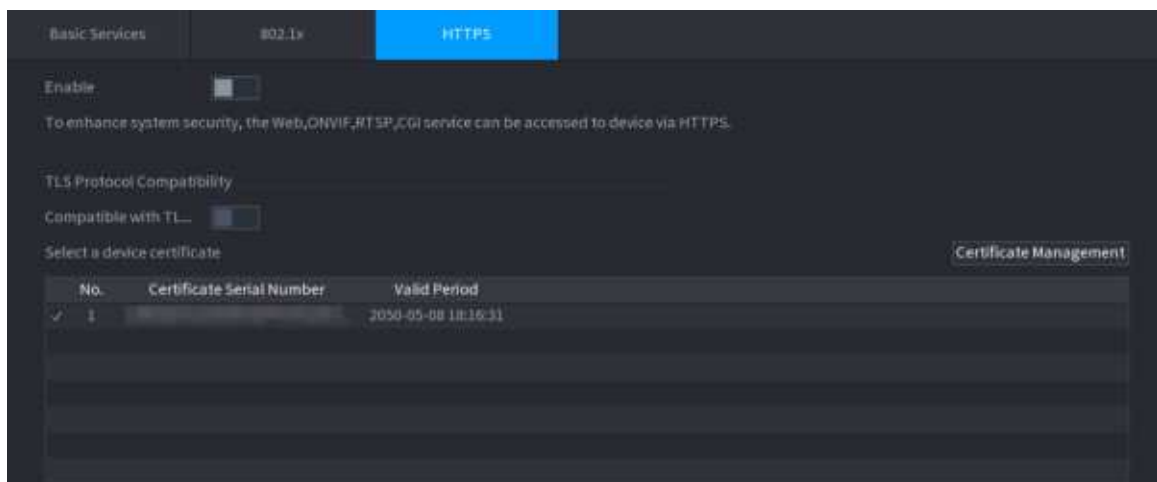 Basic Services 802.1x HTTPS
Enable
To enhance system security, the Web,ONVIF,RTSP,CGI service can be accessed to device via HTTPS.
TLS Protocol Compatibility
Compatible with TL...
Select a device certificate Certificate Management
No. Certificate Serial Number Valid Period
1 2050-05-08 18:16:31